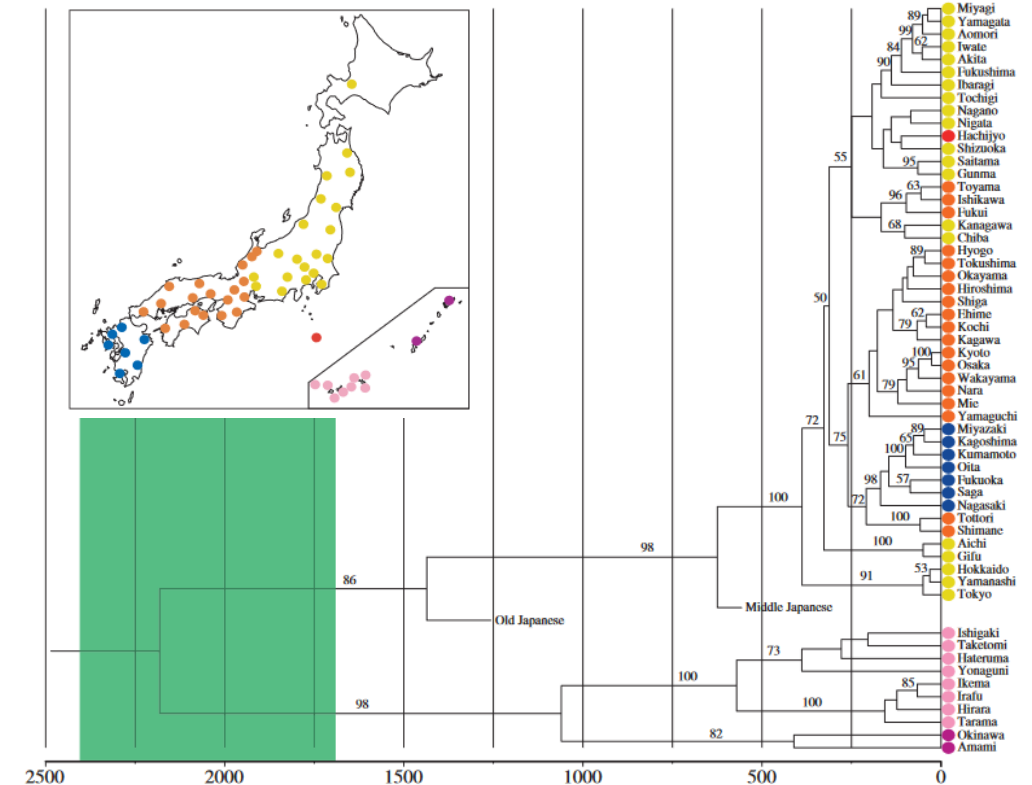 Miyagi
89
Yamagata
99
Aomori
62
Iwate
84
Akita
90
Fukushima
Ibaragi
Tochigi
Nagano
Nigata
Hachijyo
Shizuoka
55
95
Saitama
Gunma
63
Toyama
96
Ishikawa
Fukui
68
Kanagawa
Chiba
89
Hyogo
Tokushima
Okayama
Hiroshima
50
Shiga
62
Ehime
79
Kochi
Kagawa
100
Kyoto
95
Osaka
61
Wakayama
79
Nara
Mie
Yamaguchi
72
89
Miyazaki
75
65
Kagoshima
100
Kumamoto
Oita
98
57
Fukuoka
Saga
100
72
Nagasaki
100
Tottori
Shimane
98
100
Aichi
Gifu
86
91
53
Hokkaido
Yamanashi
Tokyo
Middle Japanese
Old Japanese
Ishigaki
73
Taketomi
Hateruma
100
Yonaguni
85
Ikema
Irafu
98
100
Hirara
Tarama
82
Okinawa
Amami
2500 2000 1500 1000 500 0